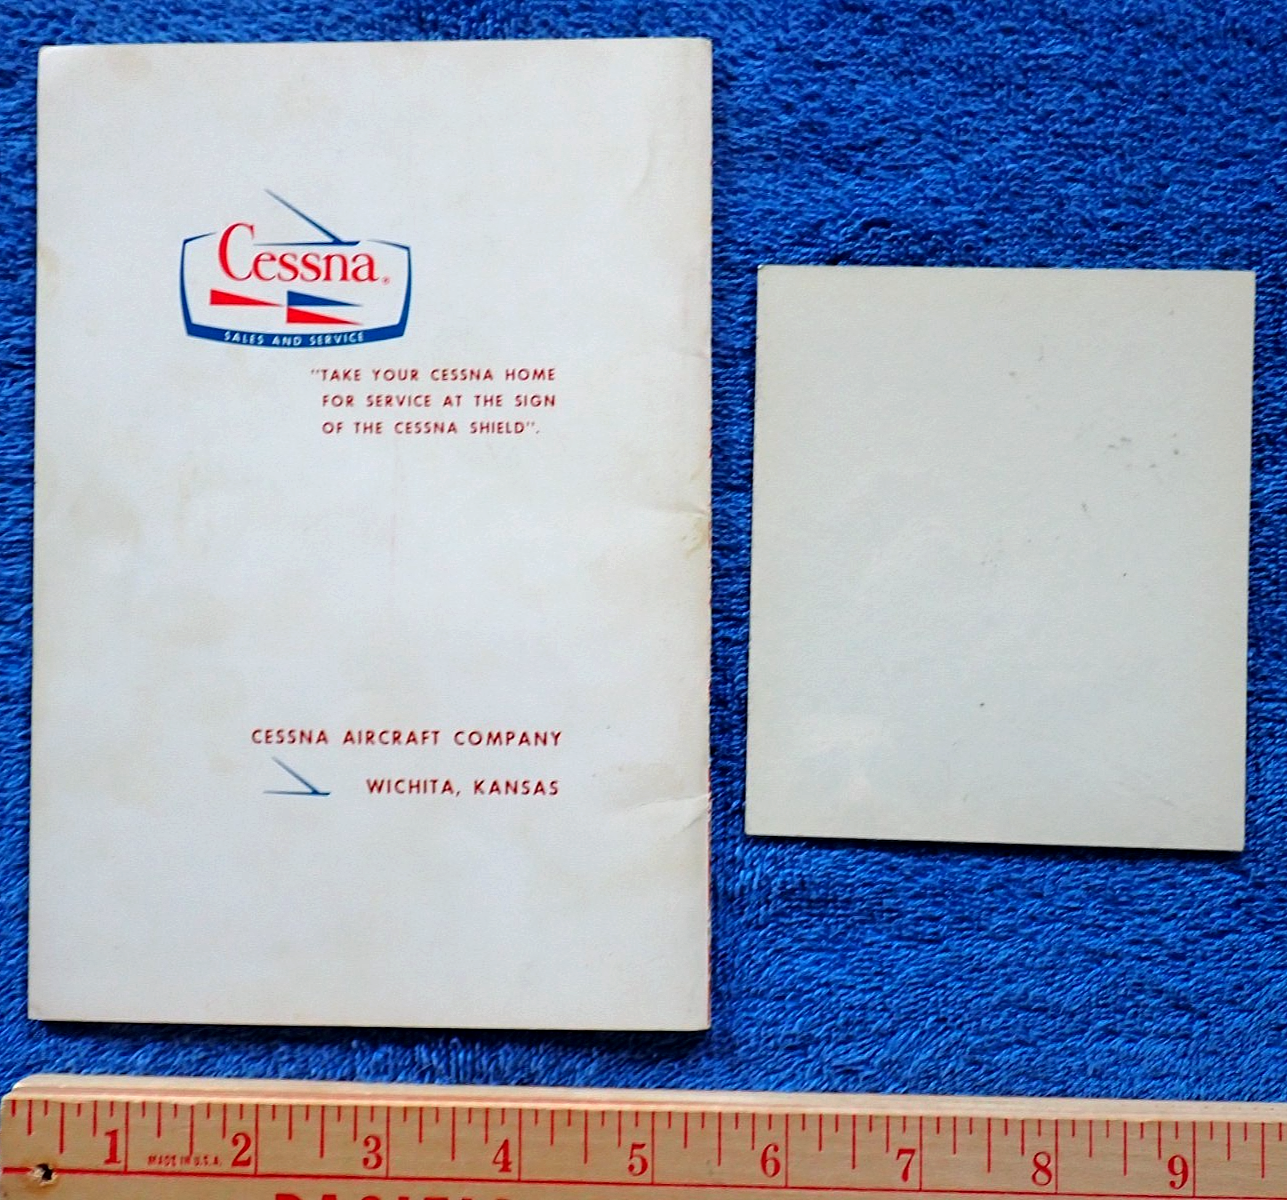 Cessna®
SALES AND SERVICE
"TAKE YOUR CESSNA HOME
FOR SERVICE AT THE SIGN
OF THE CESSNA SHIELD".
CESSNA AIRCRAFT COMPANY
WICHITA, KANSAS
1 2 3 4 5 6 7 8 9
MADE IN U.S.A.